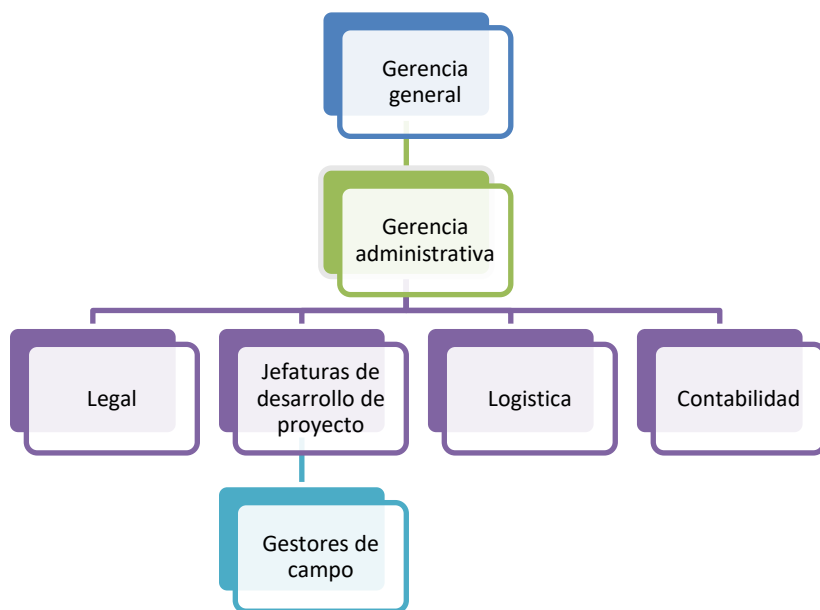 Gerencia
general
Gerencia
administrativa
Legal
Jefaturas de
desarrollo de
proyecto
Logistica
Contabilidad
Gestores de
campo